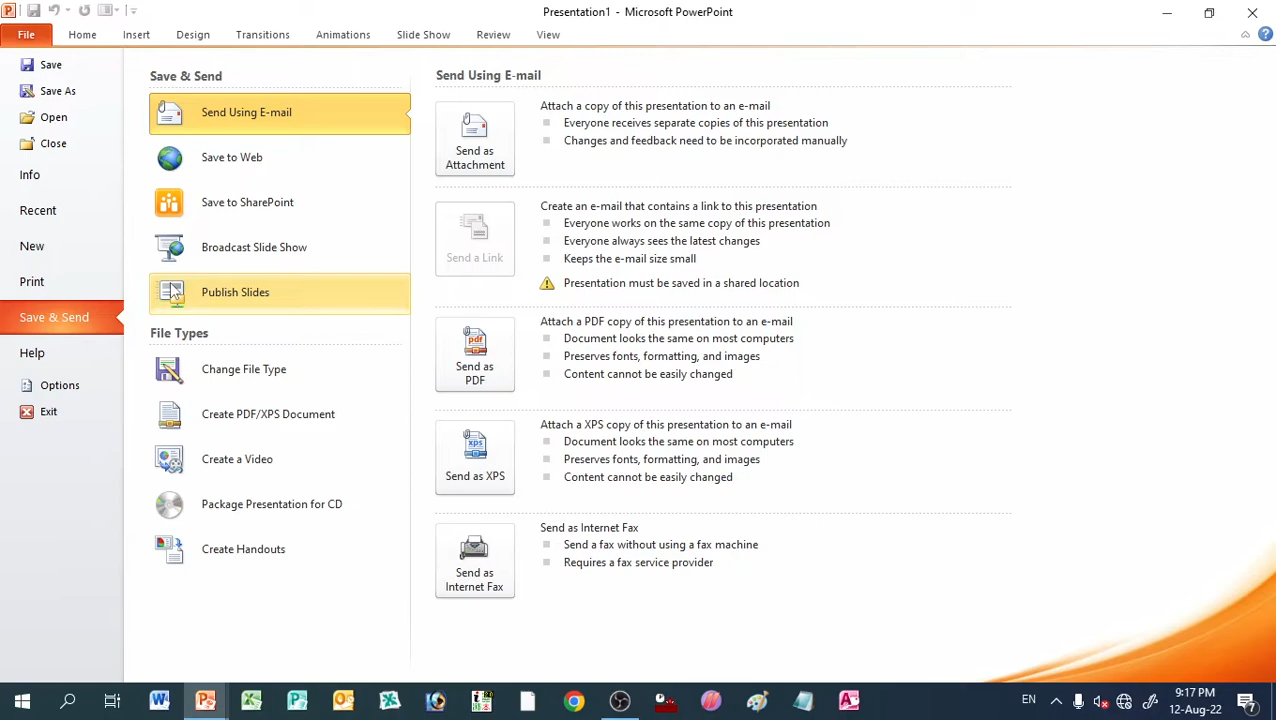 Presentation1 - Microsoft PowerPoint
File Home Insert Design Transitions Animations Slide Show Review View
Save
Save As
Open
Close
Info
Recent
New
Print
Save & Send
Help
Options
Exit
Save & Send
Send Using E-mail
Save to Web
Save to SharePoint
Broadcast Slide Show
Publish Slides
File Types
Change File Type
Create PDF/XPS Document
Create a Video
Package Presentation for CD
Create Handouts
Send Using E-mail
Send as
Attachment
Attach a copy of this presentation to an e-mail
Everyone receives separate copies of this presentation
Changes and feedback need to be incorporated manually
Send a Link
Create an e-mail that contains a link to this presentation
Everyone works on the same copy of this presentation
Everyone always sees the latest changes
Keeps the e-mail size small
Presentation must be saved in a shared location
pdf
Send as
PDF
Attach a PDF copy of this presentation to an e-mail
Document looks the same on most computers
Preserves fonts, formatting, and images
Content cannot be easily changed
xps
Send as XPS
Attach a XPS copy of this presentation to an e-mail
Document looks the same on most computers
Preserves fonts, formatting, and images
Content cannot be easily changed
Send as
Internet Fax
Send as Internet Fax
Send a fax without using a fax machine
Requires a fax service provider
EN
9:17 PM
12-Aug-22
7